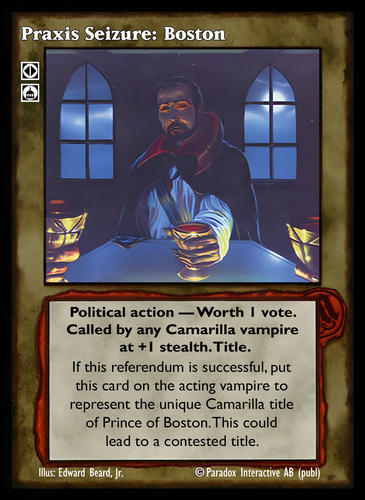 Praxis Seizure: Boston
Political action — Worth 1 vote.
Called by any Camarilla vampire
at +1 stealth. Title.
If this referendum is successful, put
this card on the acting vampire to
represent the unique Camarilla title
of Prince of Boston. This could
lead to a contested title.
Illus: Edward Beard, Jr. © Paradox Interactive AB (publ)